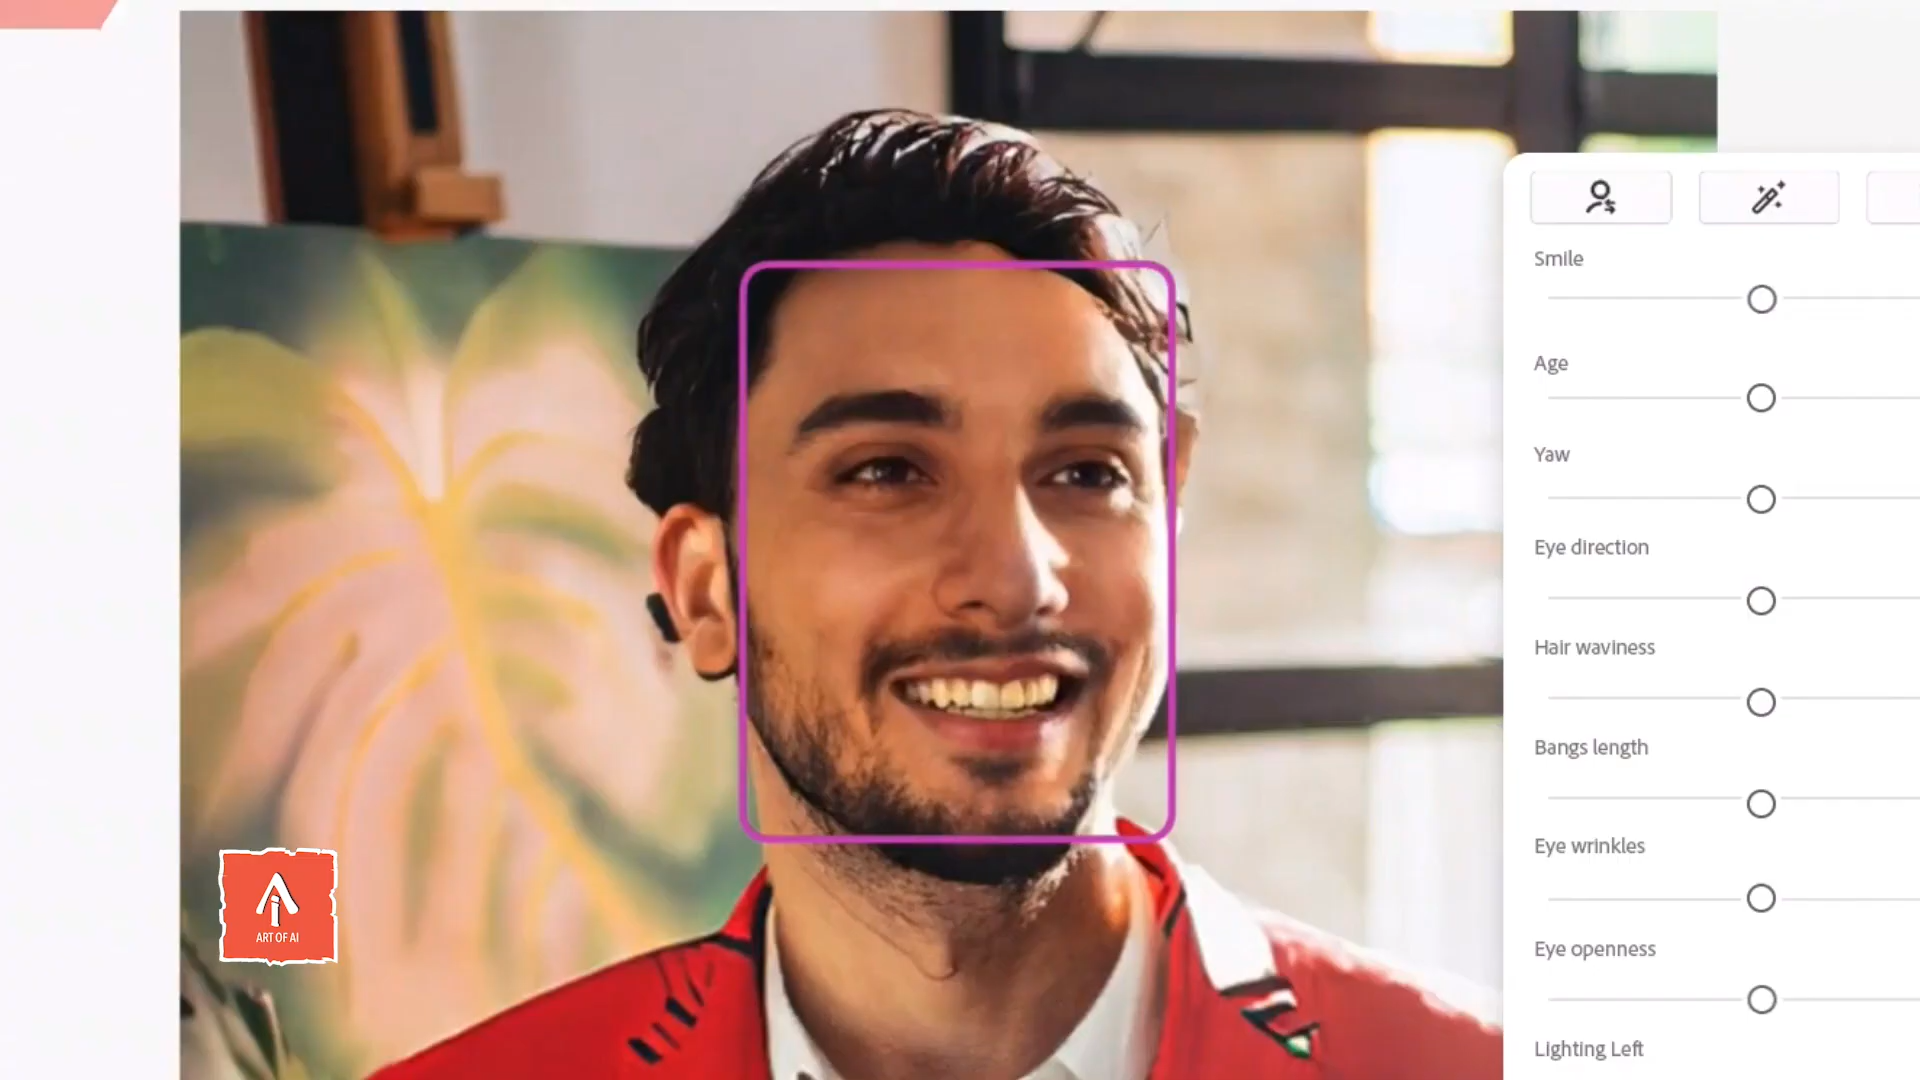 Smile
Age
Yaw
Eye direction
Hair waviness
Bangs length
Eye wrinkles
Eye openness
ART OF AI
Lighting Left